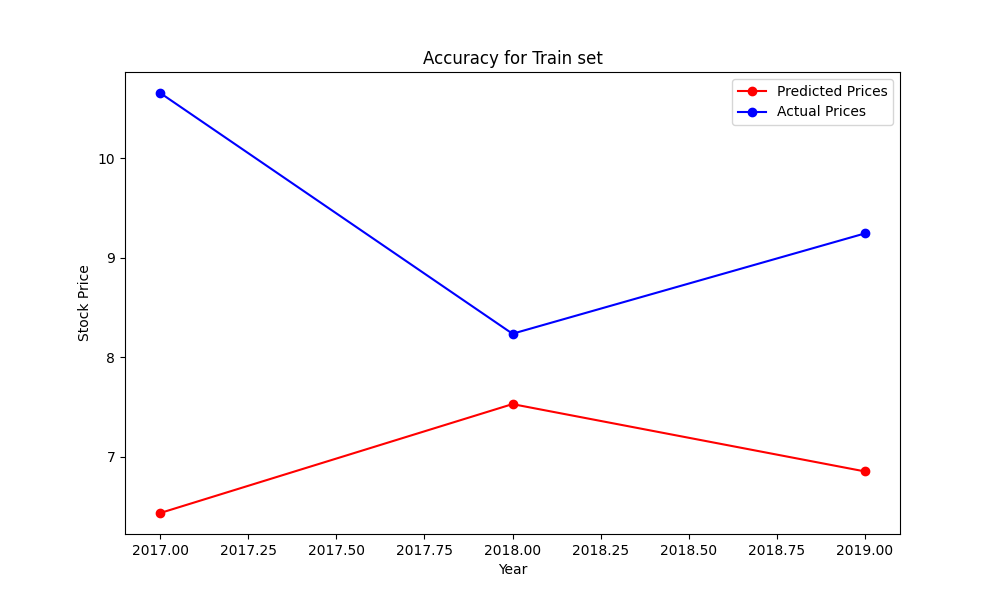 Accuracy for Train set
Predicted Prices
Actual Prices
10
9
8
7
Stock Price
2017.00 2017.25 2017.50 2017.75 2018.00 2018.25 2018.50 2018.75 2019.00
Year